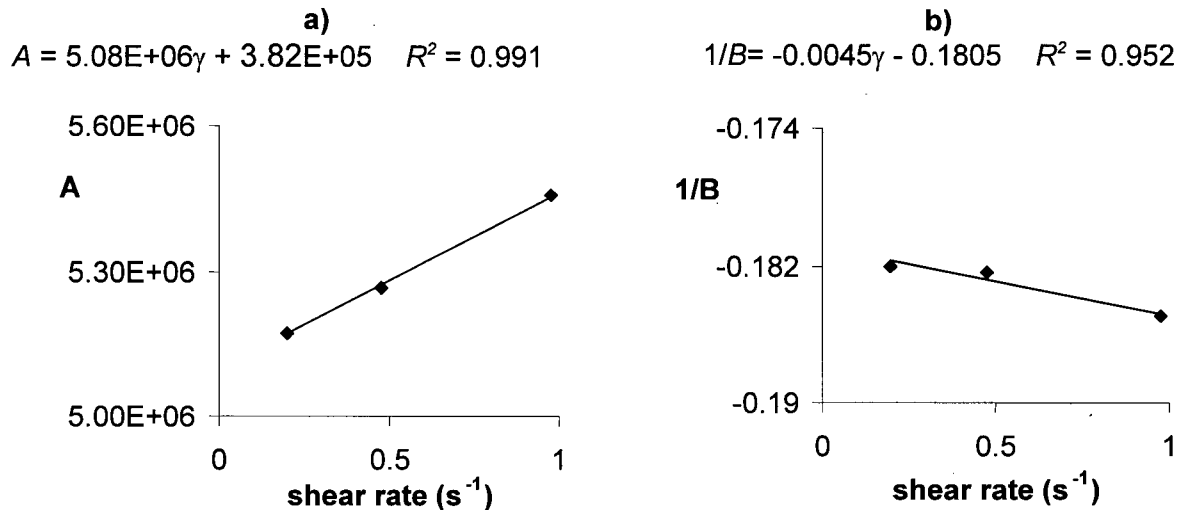 a)
A = 5.08E+06γ + 3.82E+05 R² = 0.991
5.60E+06
A
5.30E+06
5.00E+06
0 0.5 1
shear rate (s⁻¹)
b)
1/B= -0.0045γ - 0.1805 R² = 0.952
-0.174
1/B
-0.182
-0.19
0 0.5 1
shear rate (s⁻¹)